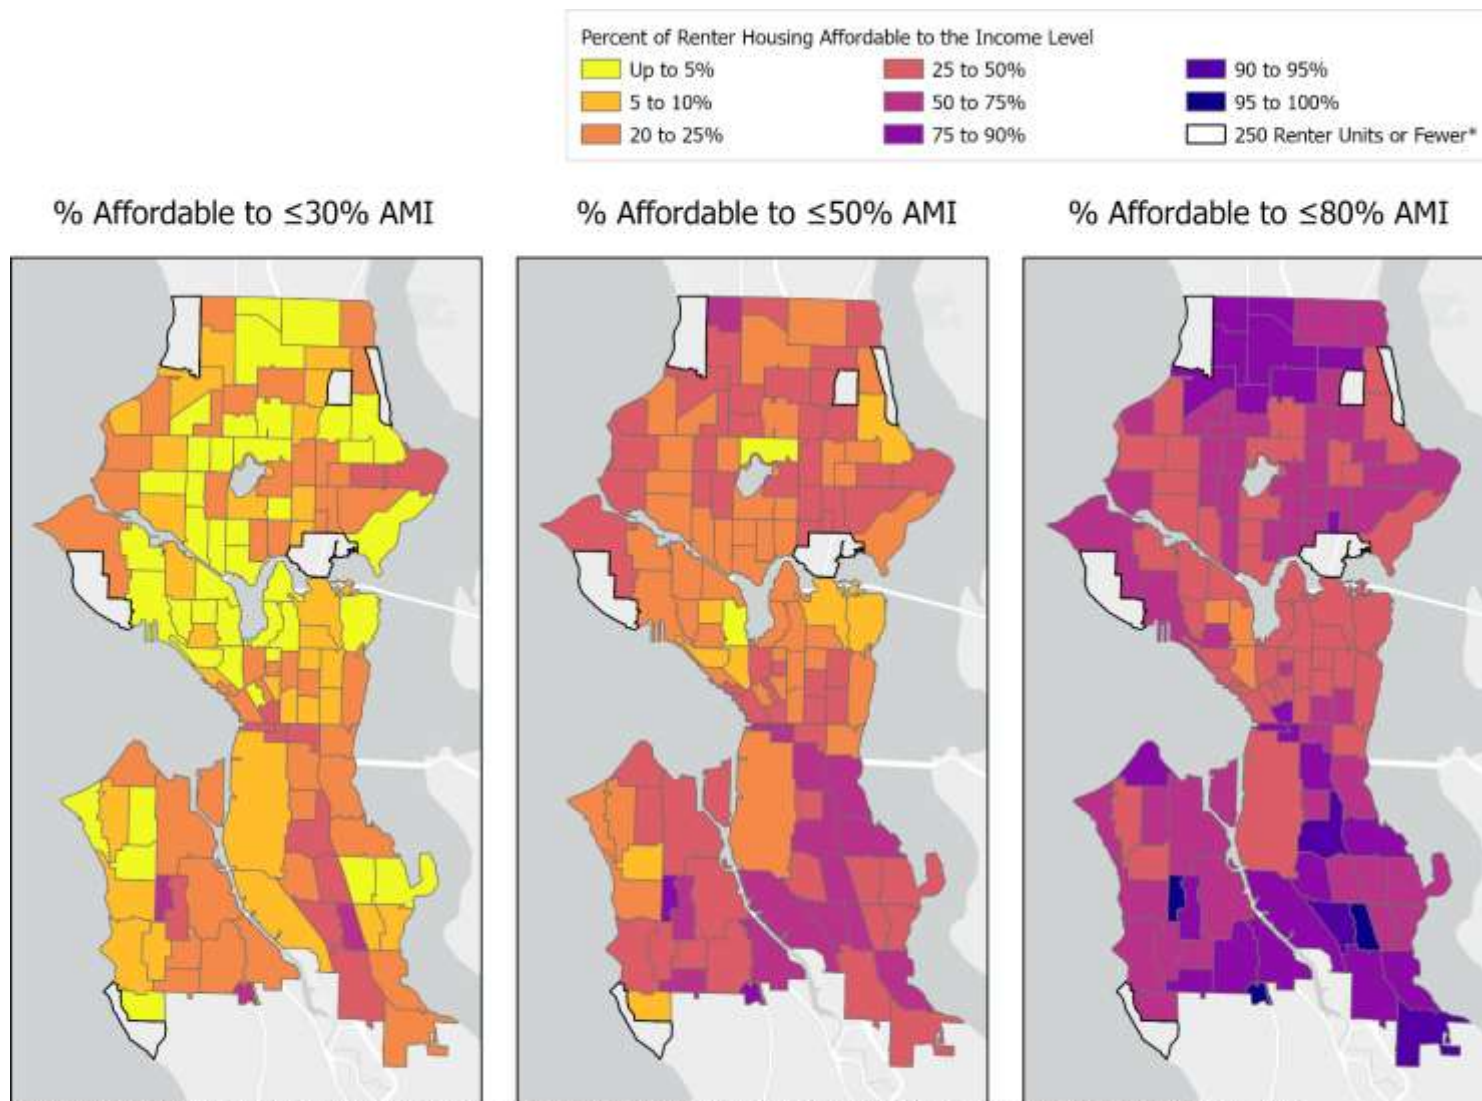 Percent of Renter Housing Affordable to the Income Level
Up to 5%
5 to 10%
20 to 25%
25 to 50%
50 to 75%
75 to 90%
90 to 95%
95 to 100%
250 Renter Units or Fewer*
% Affordable to ≤30% AMI
% Affordable to ≤50% AMI
% Affordable to ≤80% AMI